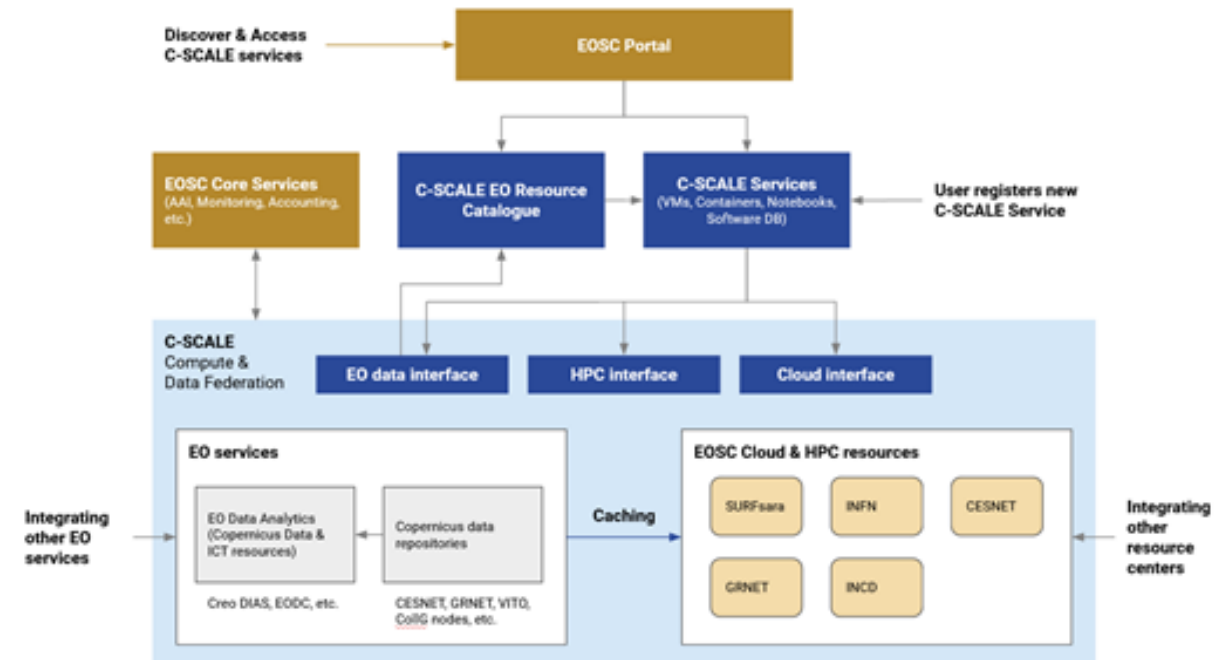 Discover & Access
C-SCALE services
EOSC Portal
EOSC Core Services
(AAI, Monitoring, Accounting,
etc.)
C-SCALE EO Resource
Catalogue
C-SCALE Services
(VMs, Containers, Notebooks,
Software DB)
User registers new
C-SCALE Service
C-SCALE
Compute &
Data Federation
EO data interface
HPC interface
Cloud interface
EO services
EO Data Analytics
(Copernicus Data &
ICT resources)
Copernicus data
repositories
Creo DIAS, EODC, etc.
CESNET, GRNET, VITO,
CollG nodes, etc.
Integrating
other EO
services
Caching
EOSC Cloud & HPC resources
SURFsara
INFN
CESNET
GRNET
INCD
Integrating
other
resource
centers